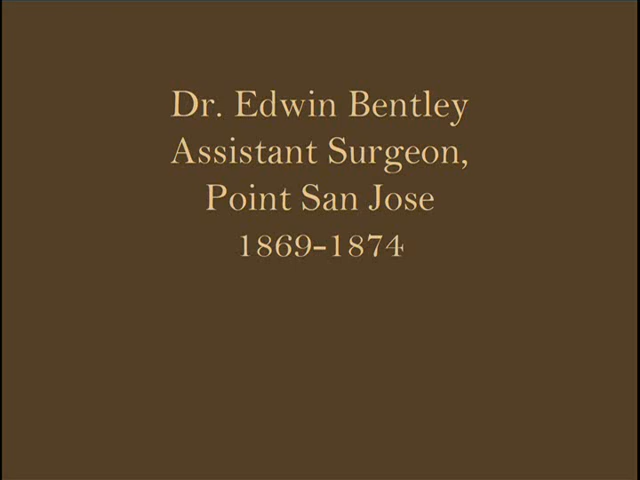 Dr. Edwin Bentley
Assistant Surgeon,
Point San Jose
1869-1874